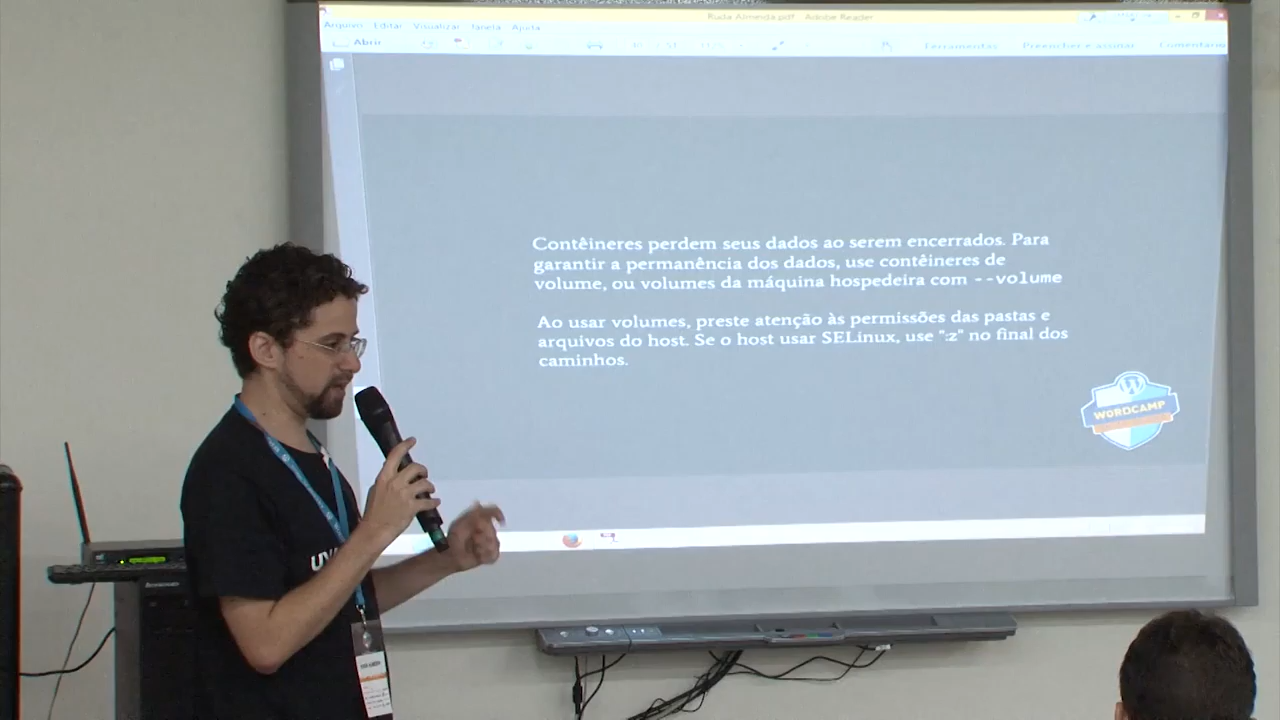 Ruda Almeida.pdf - Adobe Reader
Arquivo Editar Visualizar Janela Ajuda
Abrir
Ferramentas Preencher e assinar Comentário
Contêineres perdem seus dados ao serem encerrados. Para
garantir a permanência dos dados, use contêineres de
volume, ou volumes da máquina hospedeira com --volume
Ao usar volumes, preste atenção às permissões das pastas e
arquivos do host. Se o host usar SELinux, use ":z" no final dos
caminhos.
WORDCAMP